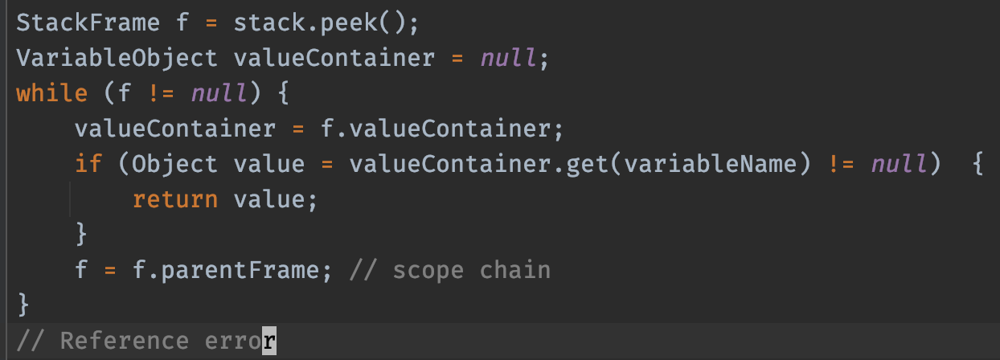 StackFrame f = stack.peek();
VariableObject valueContainer = null;
while (f != null) {
    valueContainer = f.valueContainer;
    if (Object value = valueContainer.get(variableName) != null)  {
        return value;
    }
    f = f.parentFrame; // scope chain
}
// Reference error